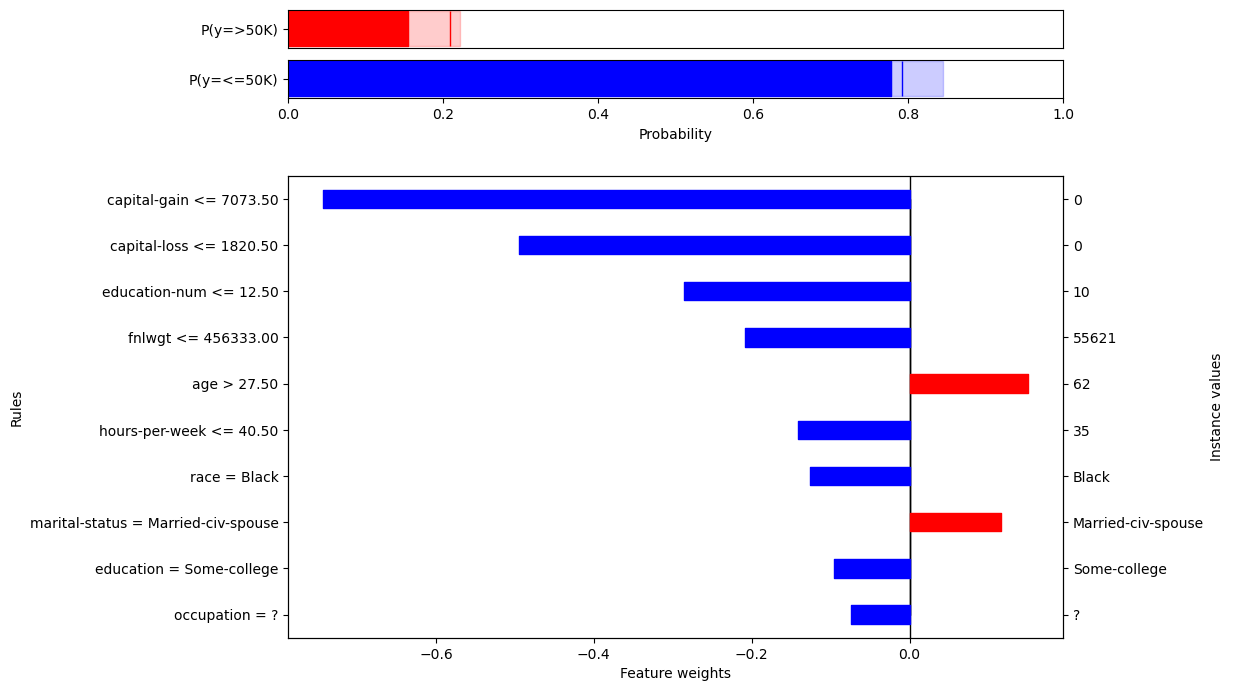 P(y=>50K)
P(y=<=50K)
0.0 0.2 0.4 0.6 0.8 1.0
Probability
capital-gain <= 7073.50 0
capital-loss <= 1820.50 0
education-num <= 12.50 10
fnlwgt <= 456333.00 55621
age > 27.50 62
hours-per-week <= 40.50 35
race = Black Black
marital-status = Married-civ-spouse Married-civ-spouse
education = Some-college Some-college
occupation = ? ?
Rules
Instance values
−0.6 −0.4 −0.2 0.0
Feature weights